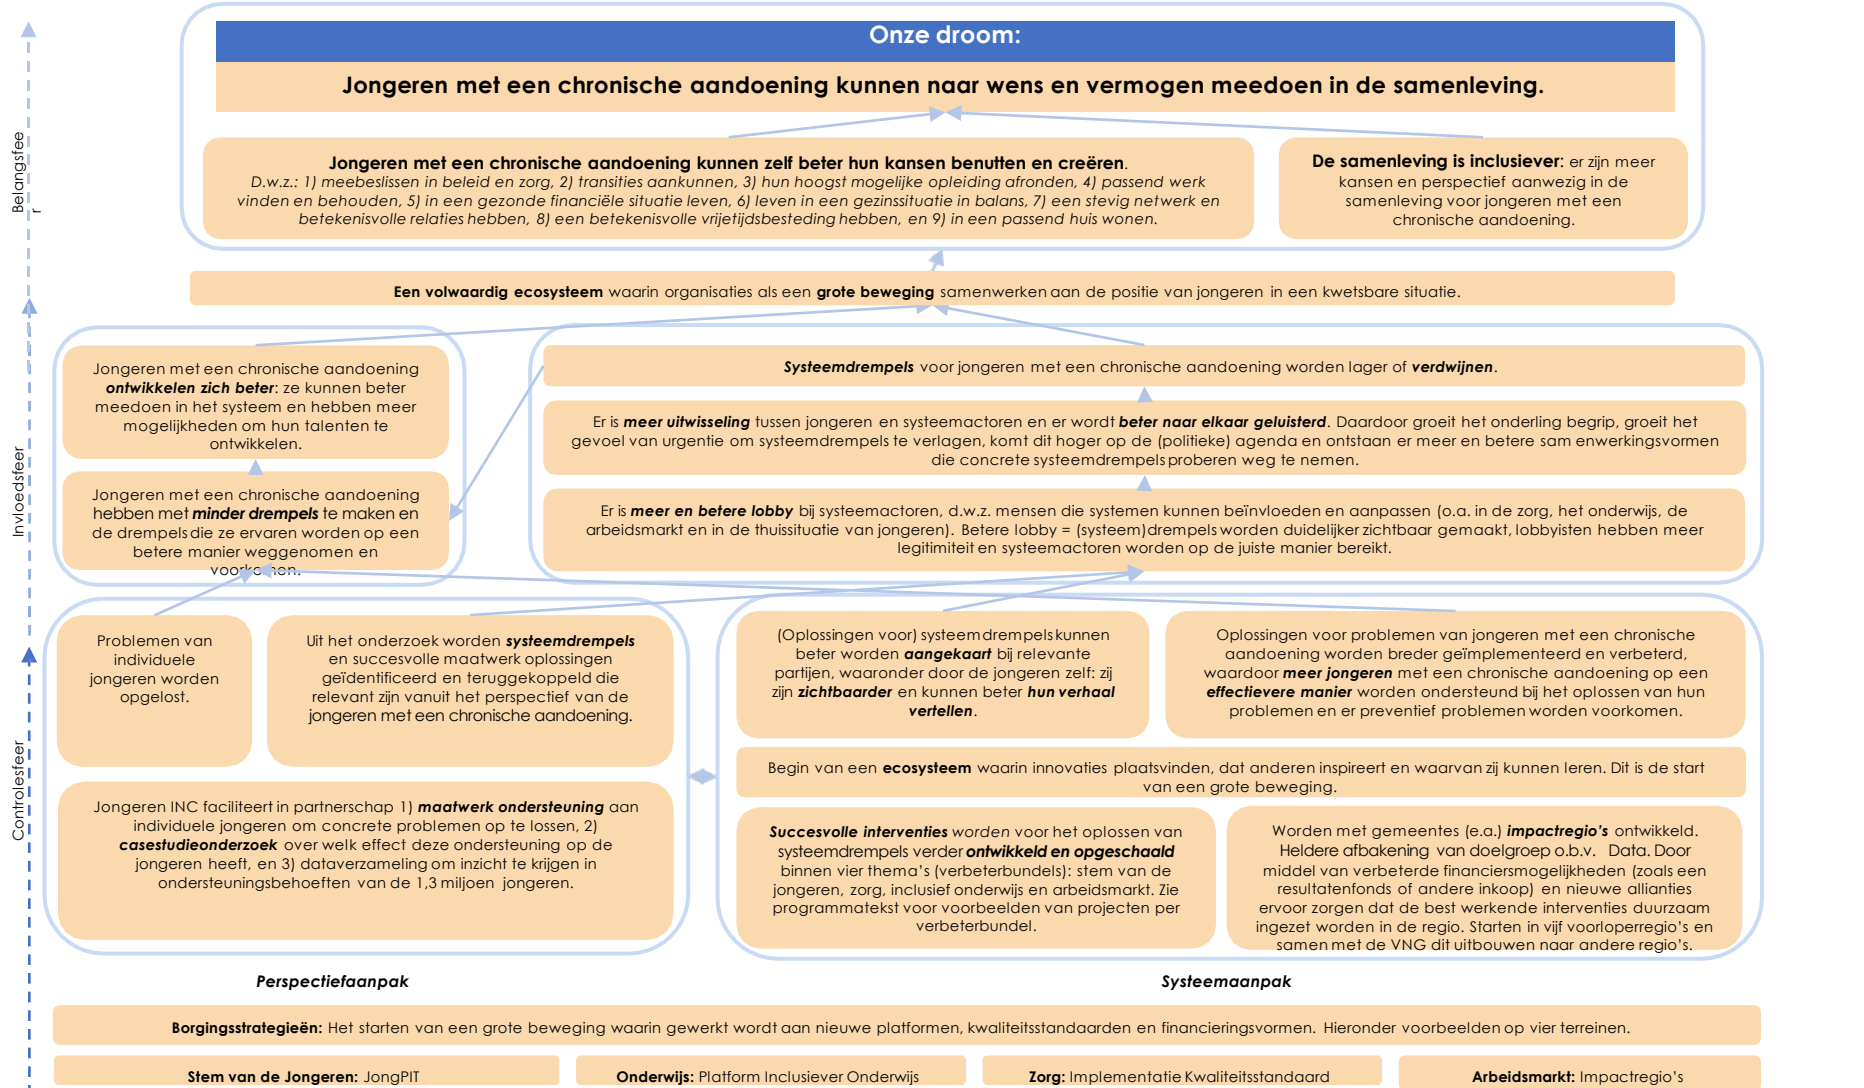 Onze droom:
Jongeren met een chronische aandoening kunnen naar wens en vermogen meedoen in de samenleving.
Belangsfee
r
Jongeren met een chronische aandoening kunnen zelf beter hun kansen benutten en creëren.
D.w.z.: 1) meebeslissen in beleid en zorg, 2) transities aankunnen, 3) hun hoogst mogelijke opleiding afronden, 4) passend werk
vinden en behouden, 5) in een gezonde financiële situatie leven, 6) leven in een gezinssituatie in balans, 7) een stevig netwerk en
betekenisvolle relaties hebben, 8) een betekenisvolle vrijetijdsbesteding hebben, en 9) in een passend huis wonen.
De samenleving is inclusiever: er zijn meer
kansen en perspectief aanwezig in de
samenleving voor jongeren met een
chronische aandoening.
Een volwaardig ecosysteem waarin organisaties als een grote beweging samenwerken aan de positie van jongeren in een kwetsbare situatie.
Invloedsfeer
Jongeren met een chronische aandoening
ontwikkelen zich beter: ze kunnen beter
meedoen in het systeem en hebben meer
mogelijkheden om hun talenten te
ontwikkelen.
Jongeren met een chronische aandoening
hebben met minder drempels te maken en
de drempels die ze ervaren worden op een
betere manier weggenomen en
voorkomen.
Systeemdrempels voor jongeren met een chronische aandoening worden lager of verdwijnen.
Er is meer uitwisseling tussen jongeren en systeemactoren en er wordt beter naar elkaar geluisterd. Daardoor groeit het onderling begrip, groeit het
gevoel van urgentie om systeemdrempels te verlagen, komt dit hoger op de (politieke) agenda en ontstaan er meer en betere sam enwerkingsvormen
die concrete systeemdrempels proberen weg te nemen.
Er is meer en betere lobby bij systeemactoren, d.w.z. mensen die systemen kunnen beïnvloeden en aanpassen (o.a. in de zorg, het onderwijs, de
arbeidsmarkt en in de thuissituatie van jongeren). Betere lobby = (systeem)drempels worden duidelijker zichtbaar gemaakt, lobbyisten hebben meer
legitimiteit en systeemactoren worden op de juiste manier bereikt.
Controlesfeer
Problemen van
individuele
jongeren worden
opgelost.
Uit het onderzoek worden systeemdrempels
en succesvolle maatwerk oplossingen
geïdentificeerd en teruggekoppeld die
relevant zijn vanuit het perspectief van de
jongeren met een chronische aandoening.
Jongeren INC faciliteert in partnerschap 1) maatwerk ondersteuning aan
individuele jongeren om concrete problemen op te lossen, 2)
casestudieonderzoek over welk effect deze ondersteuning op de
jongeren heeft, en 3) dataverzameling om inzicht te krijgen in
ondersteuningsbehoeften van de 1,3 miljoen jongeren.
(Oplossingen voor) systeemdrempels kunnen
beter worden aangekaart bij relevante
partijen, waaronder door de jongeren zelf: zij
zijn zichtbaarder en kunnen beter hun verhaal
vertellen.
Oplossingen voor problemen van jongeren met een chronische
aandoening worden breder geïmplementeerd en verbeterd,
waardoor meer jongeren met een chronische aandoening op een
effectievere manier worden ondersteund bij het oplossen van hun
problemen en er preventief problemen worden voorkomen.
Begin van een ecosysteem waarin innovaties plaatsvinden, dat anderen inspireert en waarvan zij kunnen leren. Dit is de start
van een grote beweging.
Succesvolle interventies worden voor het oplossen van
systeemdrempels verder ontwikkeld en opgeschaald
binnen vier thema's (verbeterbundels): stem van de
jongeren, zorg, inclusief onderwijs en arbeidsmarkt. Zie
programmatekst voor voorbeelden van projecten per
verbeterbundel.
Worden met gemeentes (e.a.) impactregio's ontwikkeld.
Heldere afbakening van doelgroep o.b.v. Data. Door
middel van verbeterde financiersmogelijkheden (zoals een
resultatenfonds of andere inkoop) en nieuwe allianties
ervoor zorgen dat de best werkende interventies duurzaam
ingezet worden in de regio. Starten in vijf voorloperregio's en
samen met de VNG dit uitbouwen naar andere regio's.
Perspectiefaanpak
Systeemaanpak
Borgingsstrategieën: Het starten van een grote beweging waarin gewerkt wordt aan nieuwe platformen, kwaliteitsstandaarden en financieringsvormen. Hieronder voorbeelden op vier terreinen.
Stem van de Jongeren: JongPIT
Onderwijs: Platform Inclusiever Onderwijs
Zorg: Implementatie Kwaliteitsstandaard
Arbeidsmarkt: Impactregio's